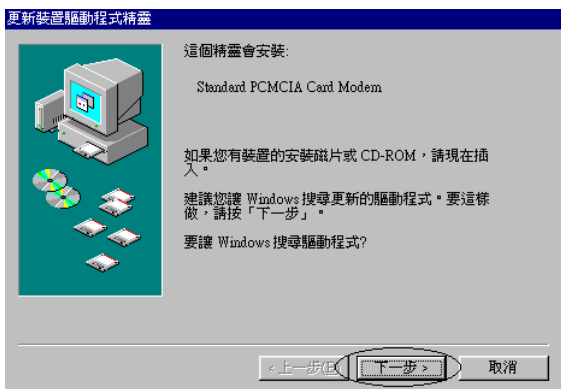 更新裝置驅動程式精靈
這個精靈會安裝:
Standard PCMCIA Card Modem
如果您有裝置的安裝磁片或 CD-ROM，請現在插
入。
建議您讓 Windows 搜尋更新的驅動程式。要這樣
做，請按「下一步」。
要讓 Windows 搜尋驅動程式?
<上一步(B)
下一步 >
取消